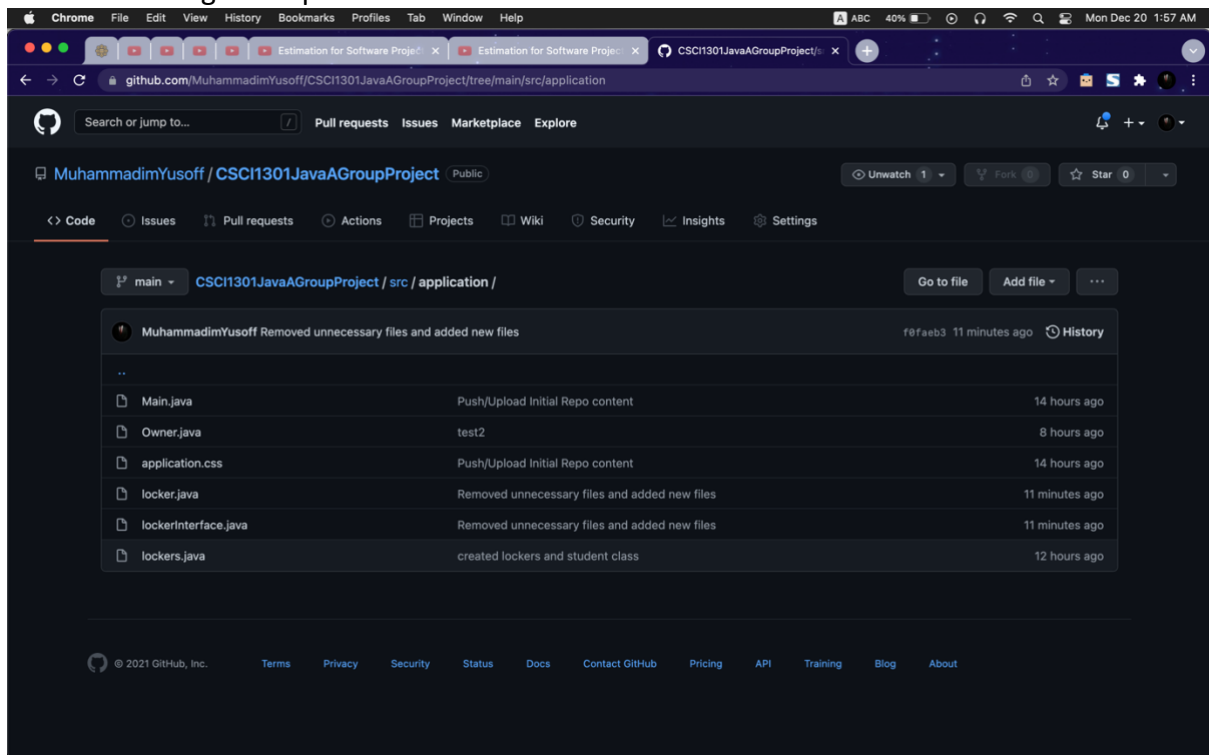 Chrome File Edit View History Bookmarks Profiles Tab Window Help A ABC 40% Mon Dec 20 1:57 AM
Estimation for Software Project Estimation for Software Project CSCI1301JavaAGroupProject/s
github.com/MuhammadimYusoff/CSCI1301JavaAGroupProject/tree/main/src/application
Search or jump to... / Pull requests Issues Marketplace Explore
MuhammadimYusoff / CSCI1301JavaAGroupProject Public Unwatch 1 Fork 0 Star 0
<> Code Issues Pull requests Actions Projects Wiki Security Insights Settings
main CSCI1301JavaAGroupProject / src / application / Go to file Add file ...
MuhammadimYusoff Removed unnecessary files and added new files f0faeb3 11 minutes ago History
..
Main.java Push/Upload Initial Repo content 14 hours ago
Owner.java test2 8 hours ago
application.css Push/Upload Initial Repo content 14 hours ago
locker.java Removed unnecessary files and added new files 11 minutes ago
lockerInterface.java Removed unnecessary files and added new files 11 minutes ago
lockers.java created lockers and student class 12 hours ago
© 2021 GitHub, Inc. Terms Privacy Security Status Docs Contact GitHub Pricing API Training Blog About